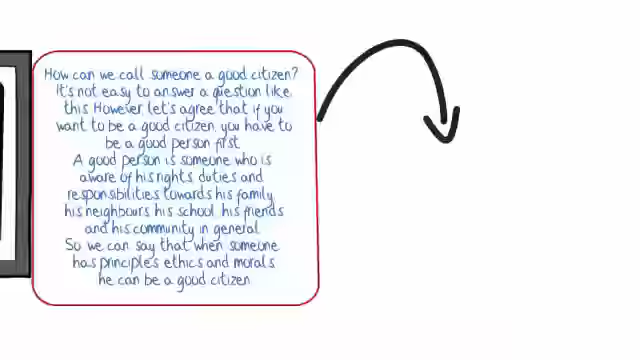 How can we call someone a good citizen?
It's not easy to answer a question like
this. However, let's agree that if you
want to be a good citizen, you have to
be a good person first.
A good person is someone who is
aware of his rights, duties and
responsibilities towards his family,
his neighbours, his school, his friends
and his community in general.
So we can say that when someone
has principles, ethics and morals
he can be a good citizen.